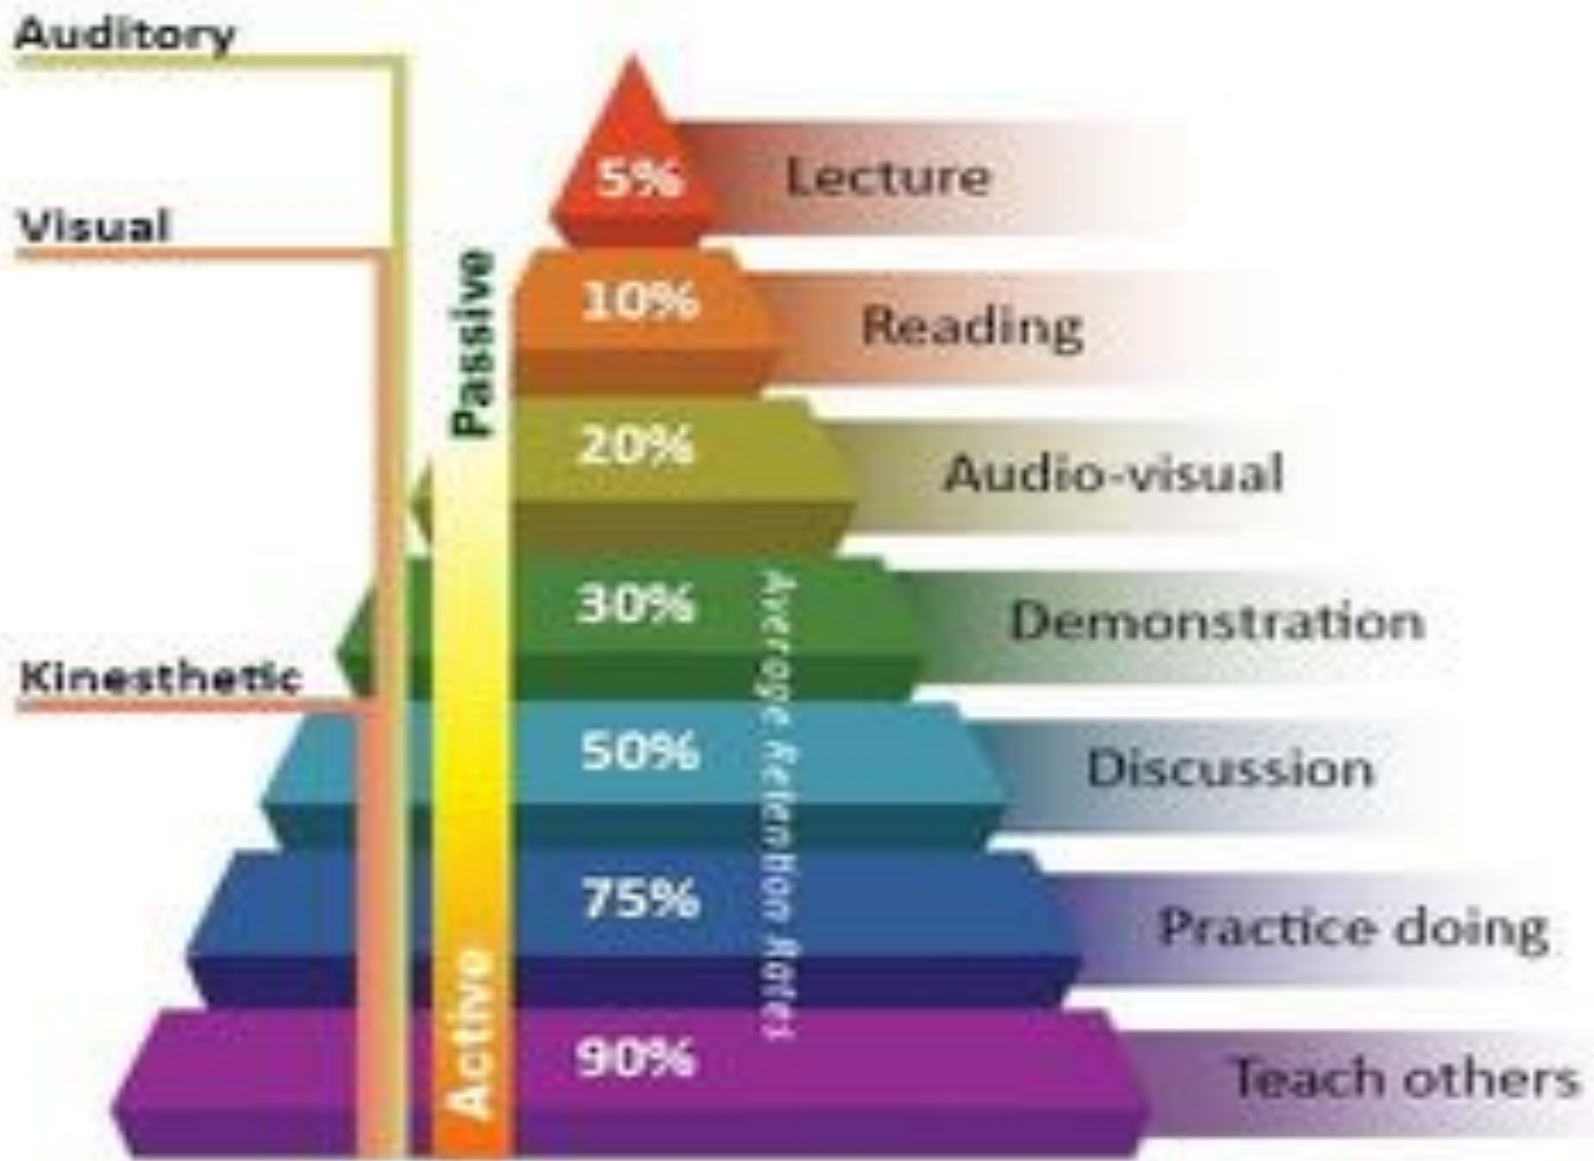 Auditory
Visual
Kinesthetic
Passive
Active
5% Lecture
10% Reading
20% Audio-visual
30% Demonstration
50% Discussion
75% Practice doing
90% Teach others
Average Retention Rates